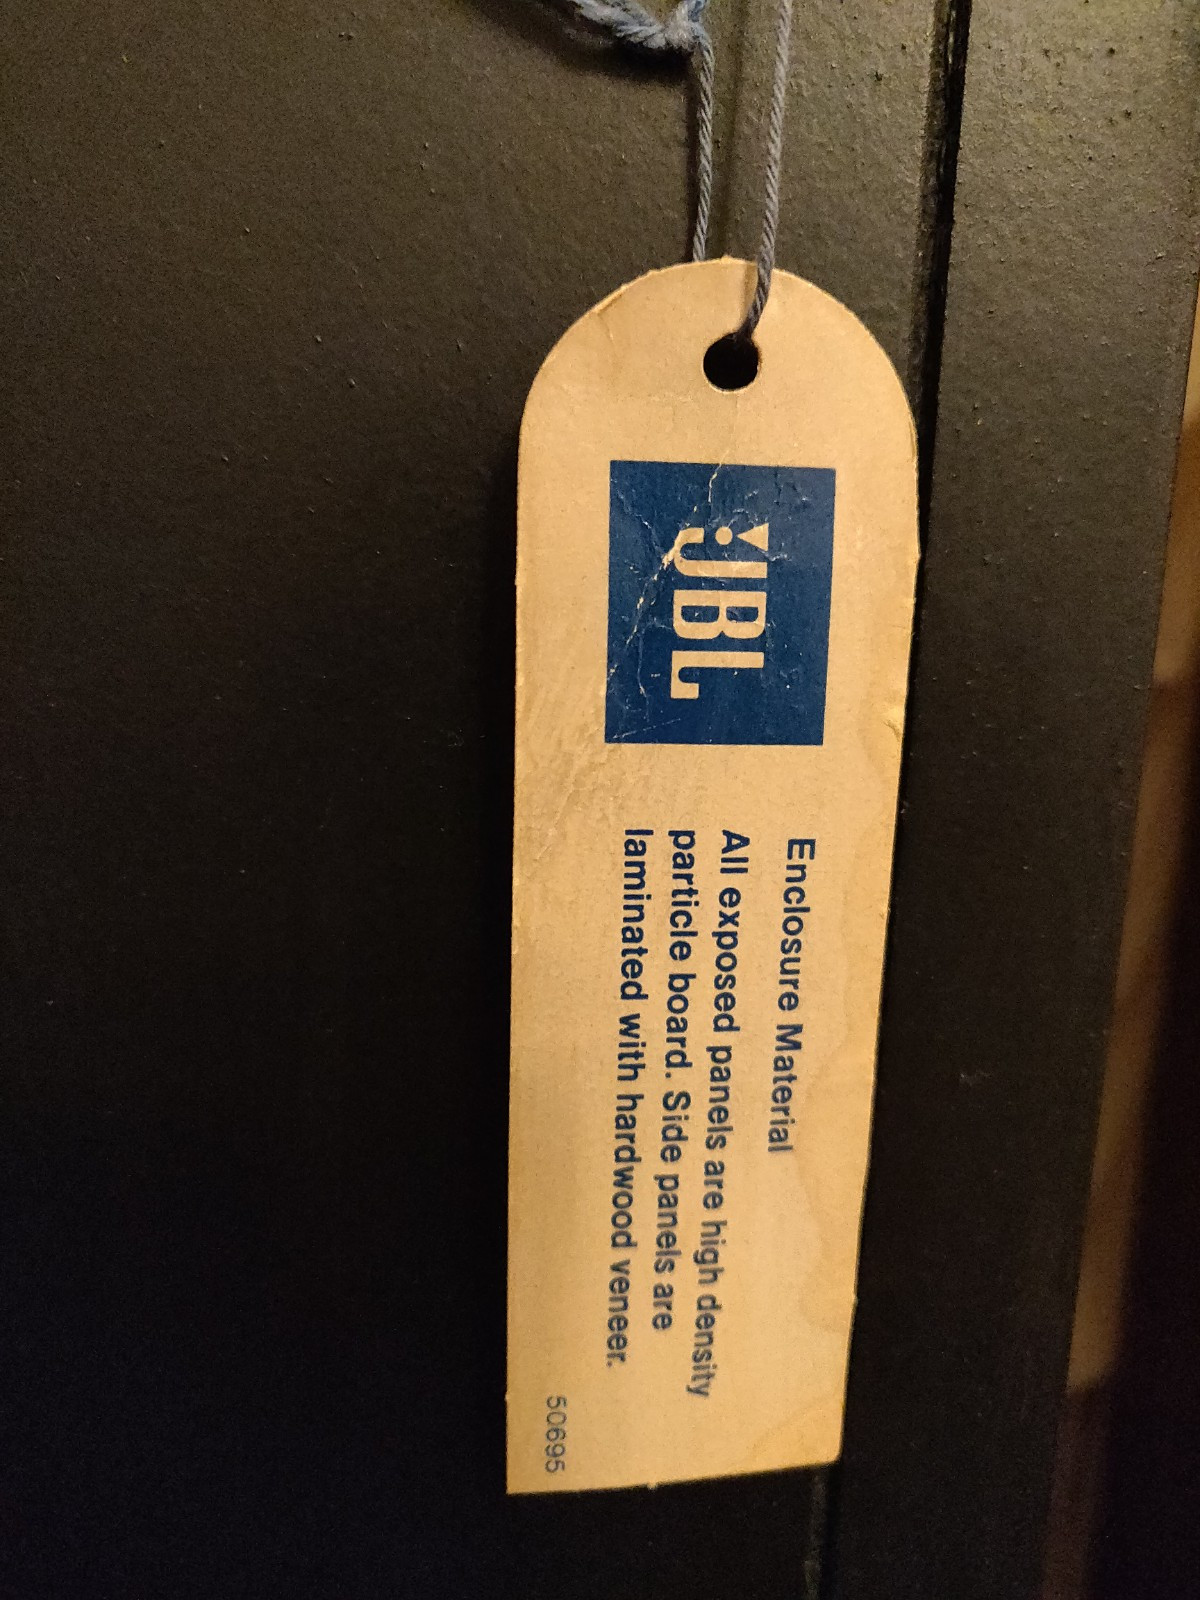 JBL
Enclosure Material
All exposed panels are high density
particle board. Side panels are
laminated with hardwood veneer.
50695